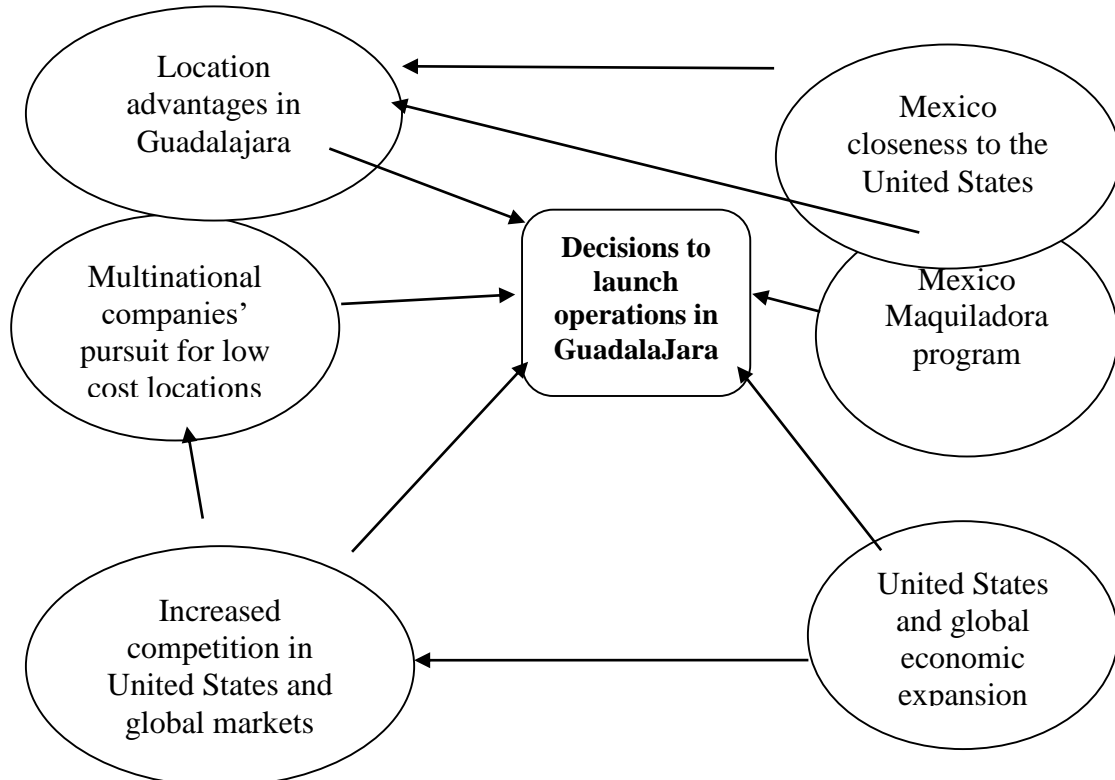 Location
advantages in
Guadalajara
Mexico
closeness to the
United States
Decisions to
launch
operations in
GuadalaJara
Multinational
companies’
pursuit for low
cost locations
Mexico
Maquiladora
program
Increased
competition in
United States and
global markets
United States
and global
economic
expansion